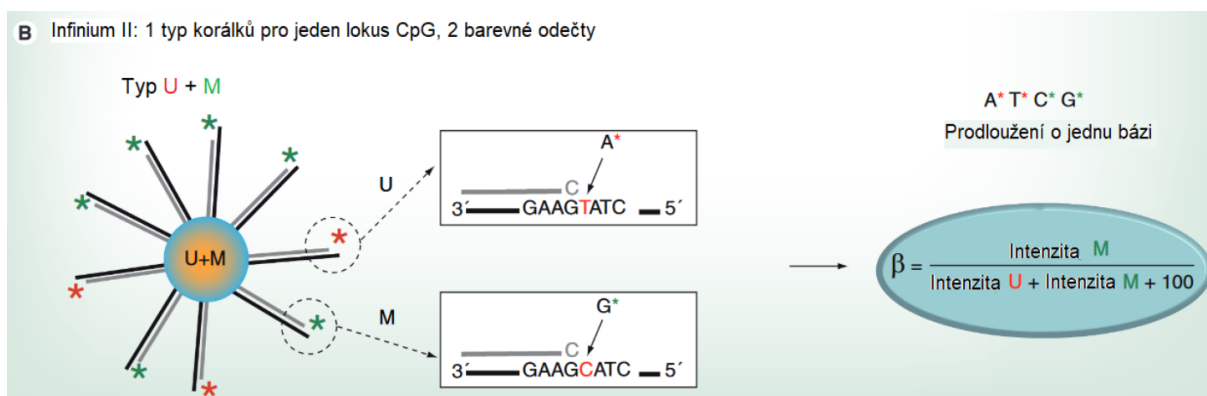 B Infinium II: 1 typ korálků pro jeden lokus CpG, 2 barevné odečty
Typ U + M
U+M
U
A*
C
3´ GAAGTATC 5´
M
G*
C
3´ GAAGCATC 5´
A* T* C* G*
Prodloužení o jednu bázi
β = Intenzita M
Intenzita U + Intenzita M + 100